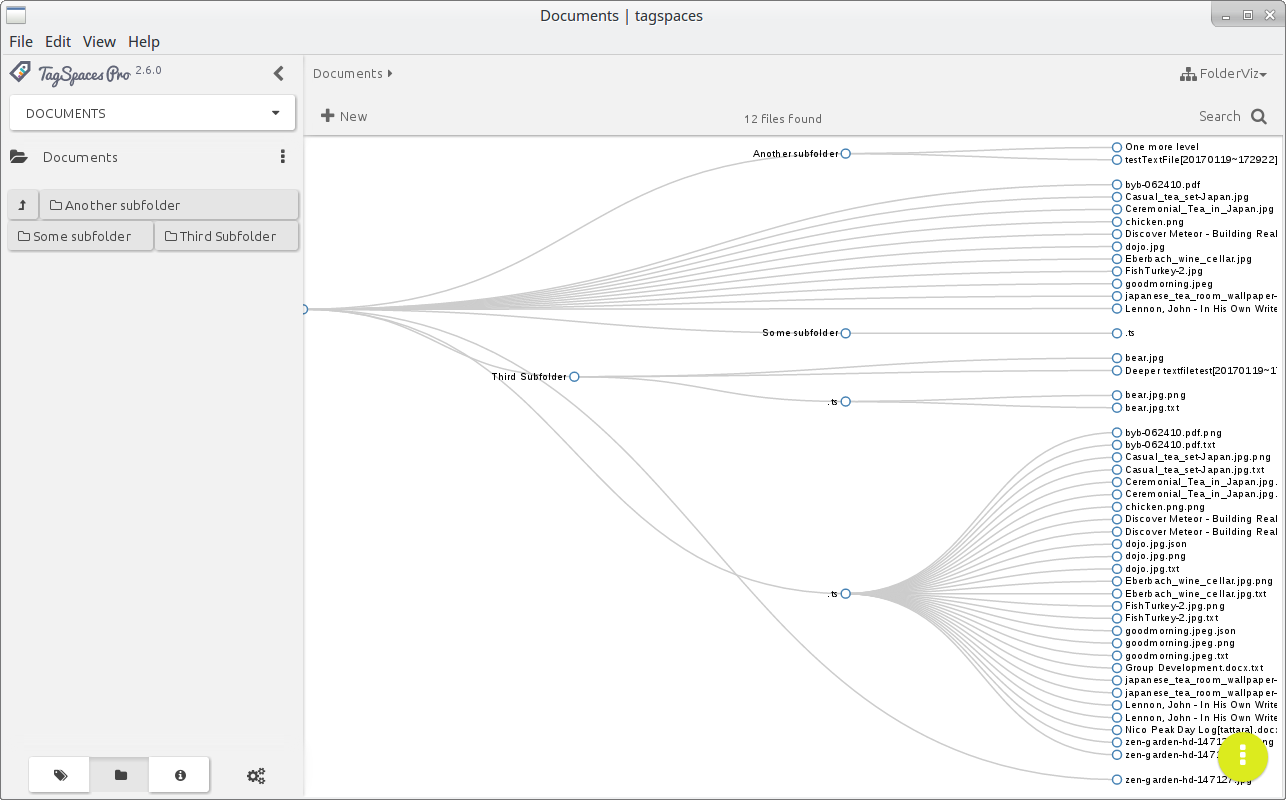 Documents | tagspaces
File Edit View Help
TagSpaces Pro 2.6.0
Documents
FolderViz
DOCUMENTS
New
12 files found
Search
Documents
Another subfolder
Some subfolder
Third Subfolder
Another subfolder
One more level
testTextFile[20170119~172922]
byb-062410.pdf
Casual_tea_set-Japan.jpg
Ceremonial_Tea_in_Japan.jpg
chicken.png
Discover Meteor - Building Real
dojo.jpg
Eberbach_wine_cellar.jpg
FishTurkey-2.jpg
goodmorning.jpeg
japanese_tea_room_wallpaper-
Lennon, John - In His Own Write
Some subfolder
.ts
Third Subfolder
bear.jpg
Deeper textfiletest[20170119~1
.ts
bear.jpg.png
bear.jpg.txt
byb-062410.pdf.png
byb-062410.pdf.txt
Casual_tea_set-Japan.jpg.png
Casual_tea_set-Japan.jpg.txt
Ceremonial_Tea_in_Japan.jpg.
Ceremonial_Tea_in_Japan.jpg.
chicken.png.png
Discover Meteor - Building Real
Discover Meteor - Building Real
dojo.jpg.json
dojo.jpg.png
dojo.jpg.txt
Eberbach_wine_cellar.jpg.png
.ts
Eberbach_wine_cellar.jpg.txt
FishTurkey-2.jpg.png
FishTurkey-2.jpg.txt
goodmorning.jpeg.json
goodmorning.jpeg.png
goodmorning.jpeg.txt
Group Development.docx.txt
japanese_tea_room_wallpaper-
japanese_tea_room_wallpaper-
Lennon, John - In His Own Write
Lennon, John - In His Own Write
Nico Peak Day Log[tattara].doc
zen-garden-hd-1471
zen-garden-hd-1471
zen-garden-hd-147127.jpg